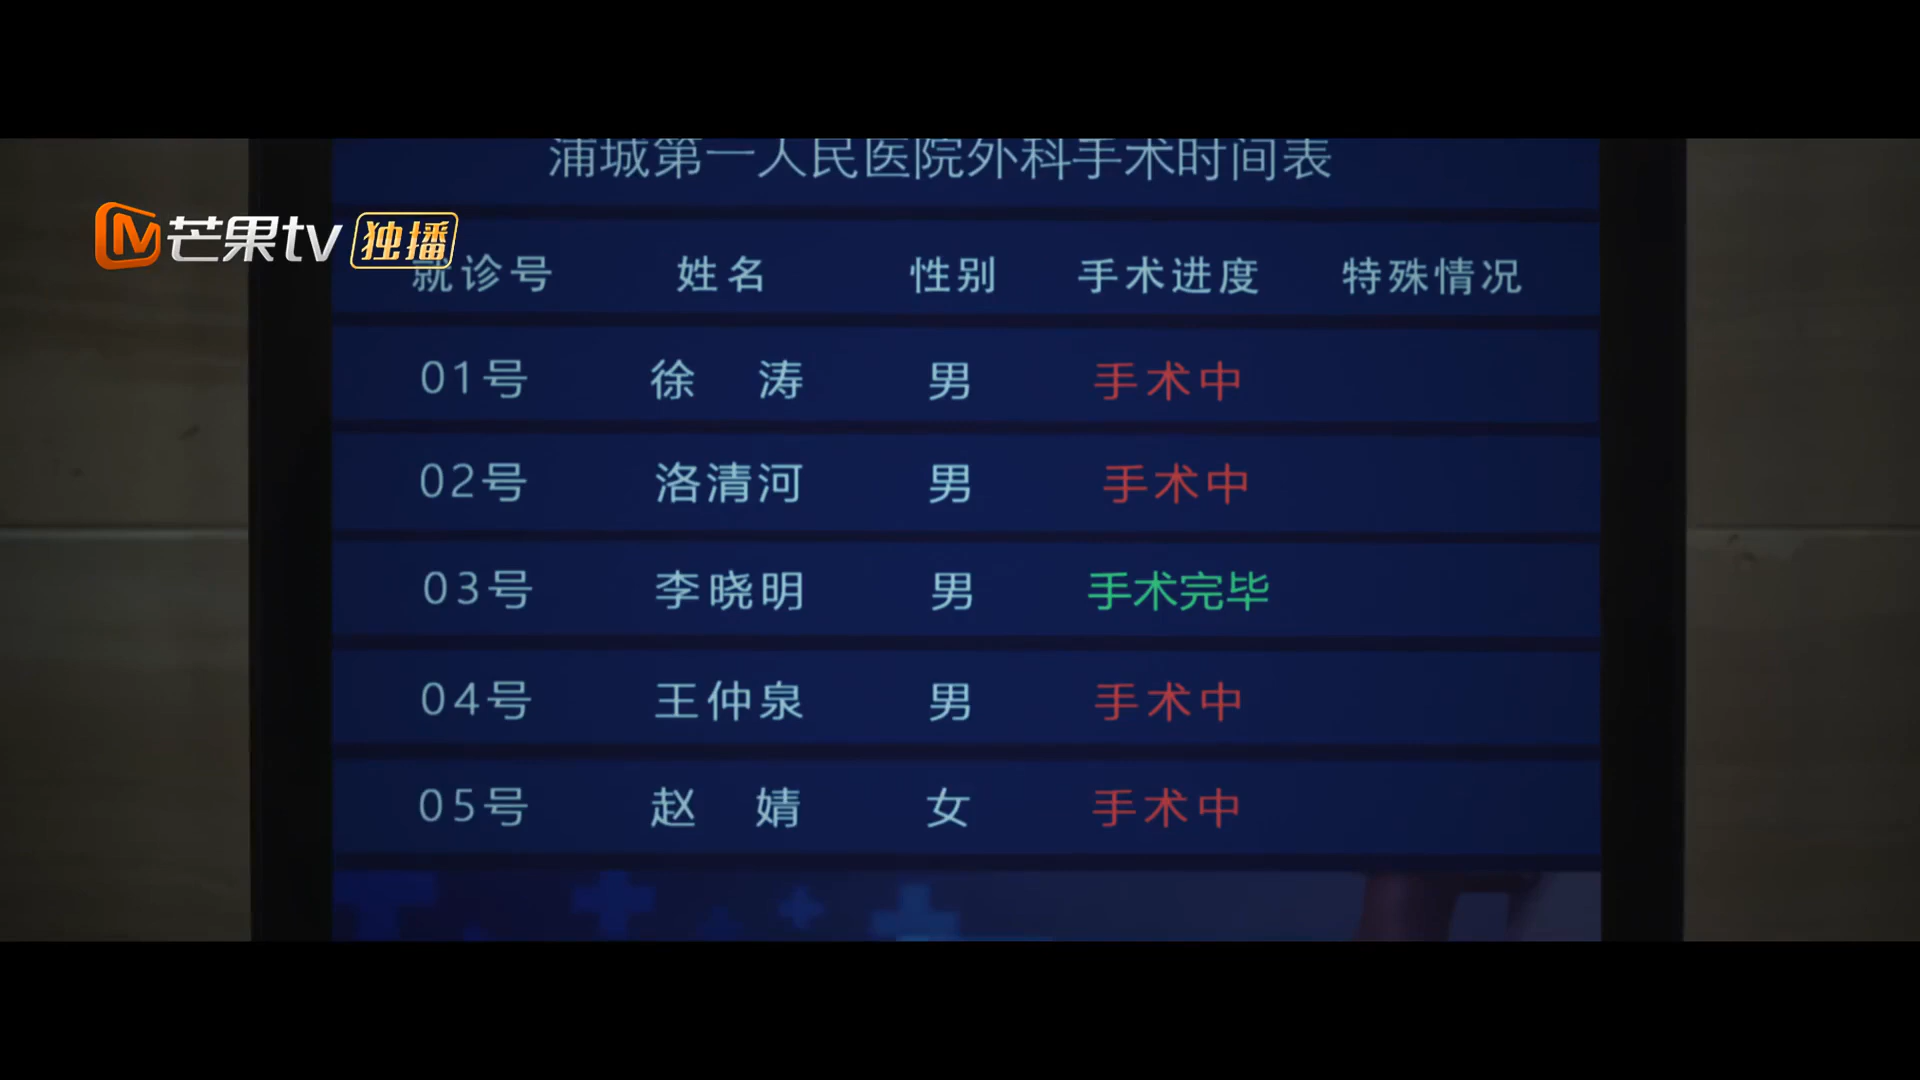 浦城第一人民医院外科手术时间表
芒果tv 独播
就诊号 姓名 性别 手术进度 特殊情况
01号 徐涛 男 手术中
02号 洛清河 男 手术中
03号 李晓明 男 手术完毕
04号 王仲泉 男 手术中
05号 赵婧 女 手术中